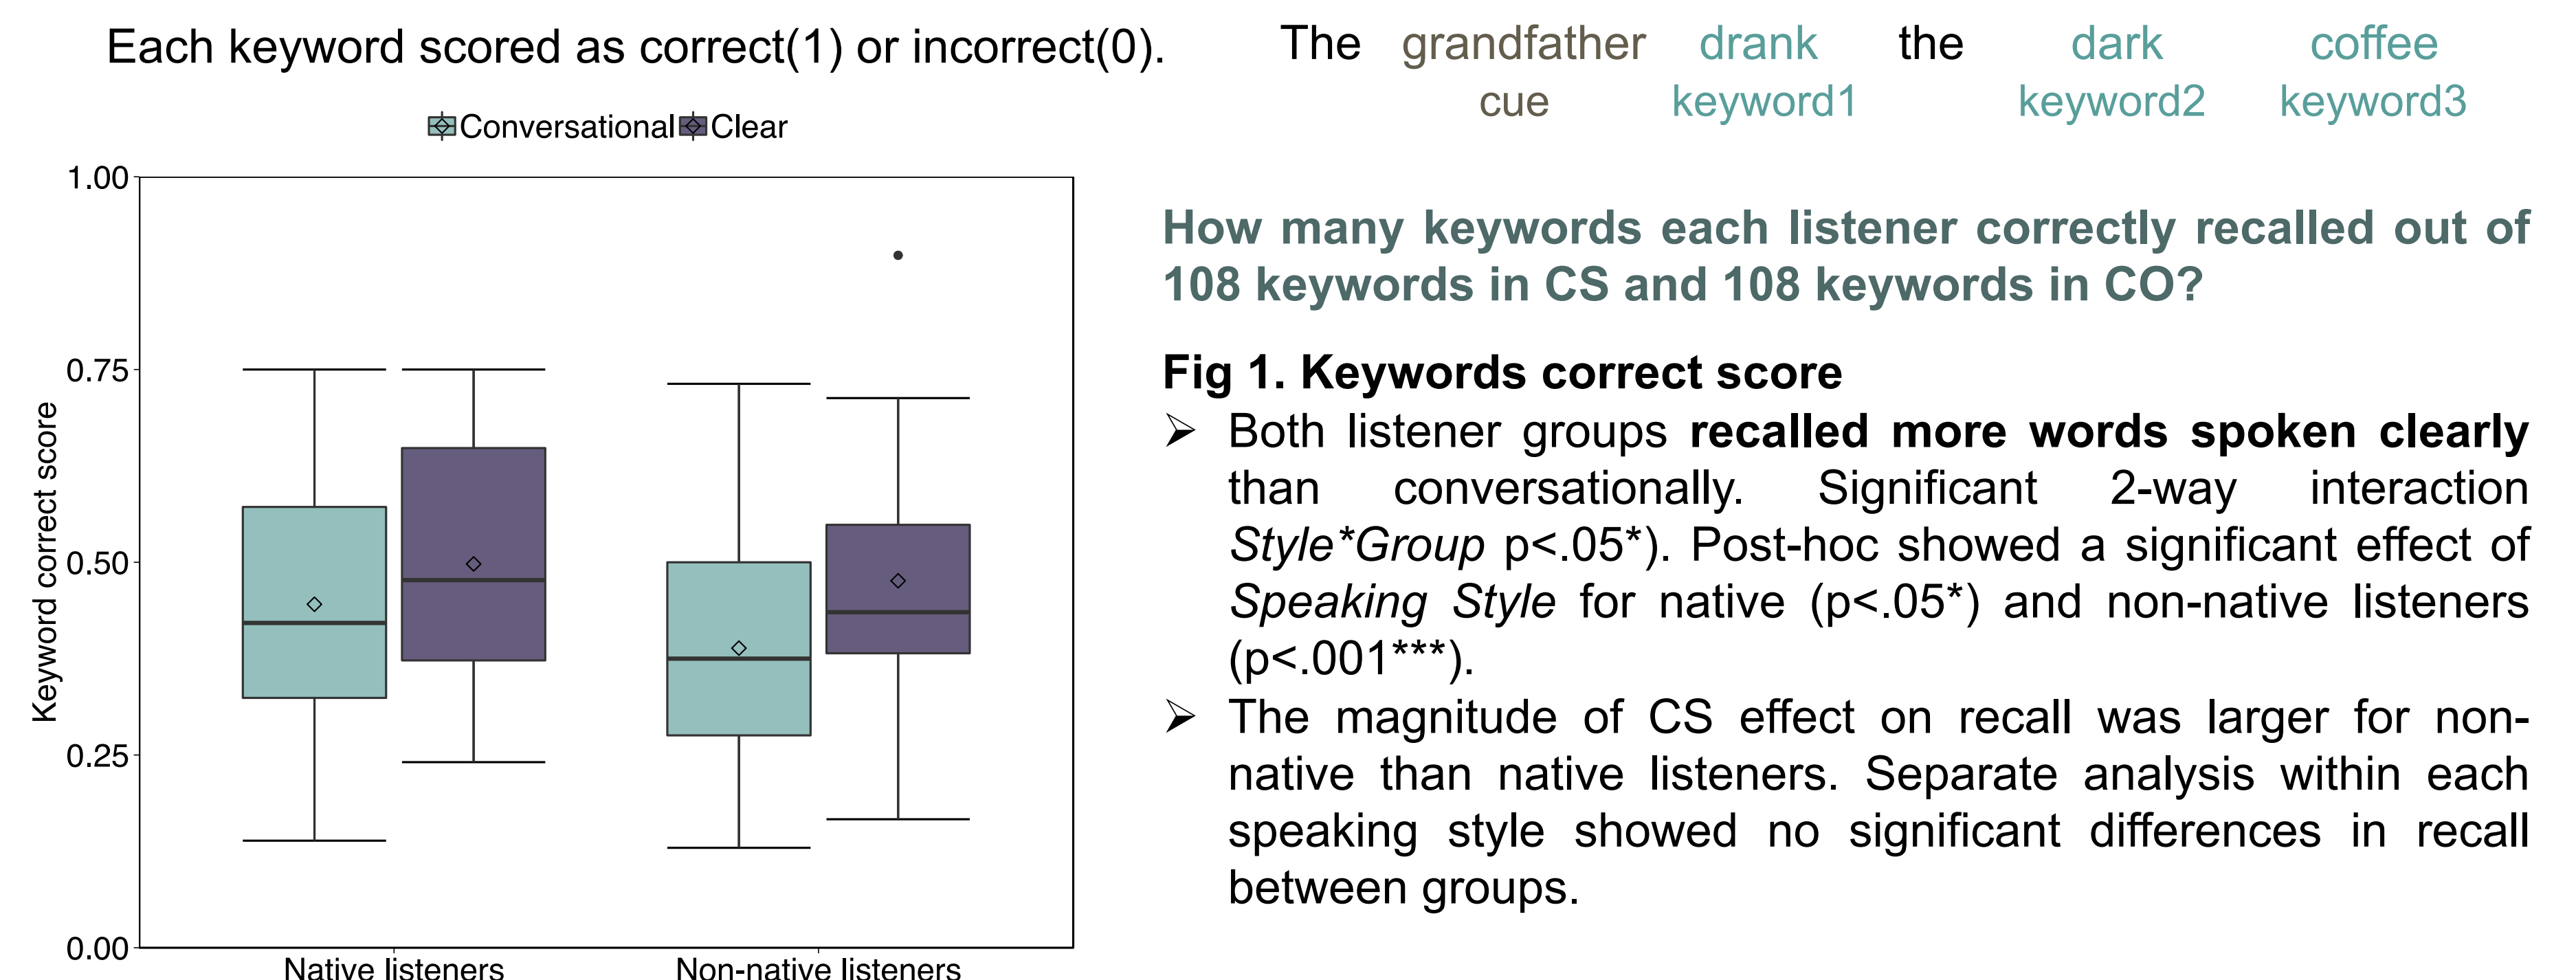 Each keyword scored as correct(1) or incorrect(0).
The grandfather drank the dark coffee
cue keyword1 keyword2 keyword3
Conversational Clear
1.00
0.75
0.50
0.25
0.00
Keyword correct score
Native listeners Non-native listeners
How many keywords each listener correctly recalled out of
108 keywords in CS and 108 keywords in CO?
Fig 1. Keywords correct score
➢ Both listener groups recalled more words spoken clearly
than conversationally. Significant 2-way interaction
Style*Group p<.05*). Post-hoc showed a significant effect of
Speaking Style for native (p<.05*) and non-native listeners
(p<.001***).
➢ The magnitude of CS effect on recall was larger for non-
native than native listeners. Separate analysis within each
speaking style showed no significant differences in recall
between groups.